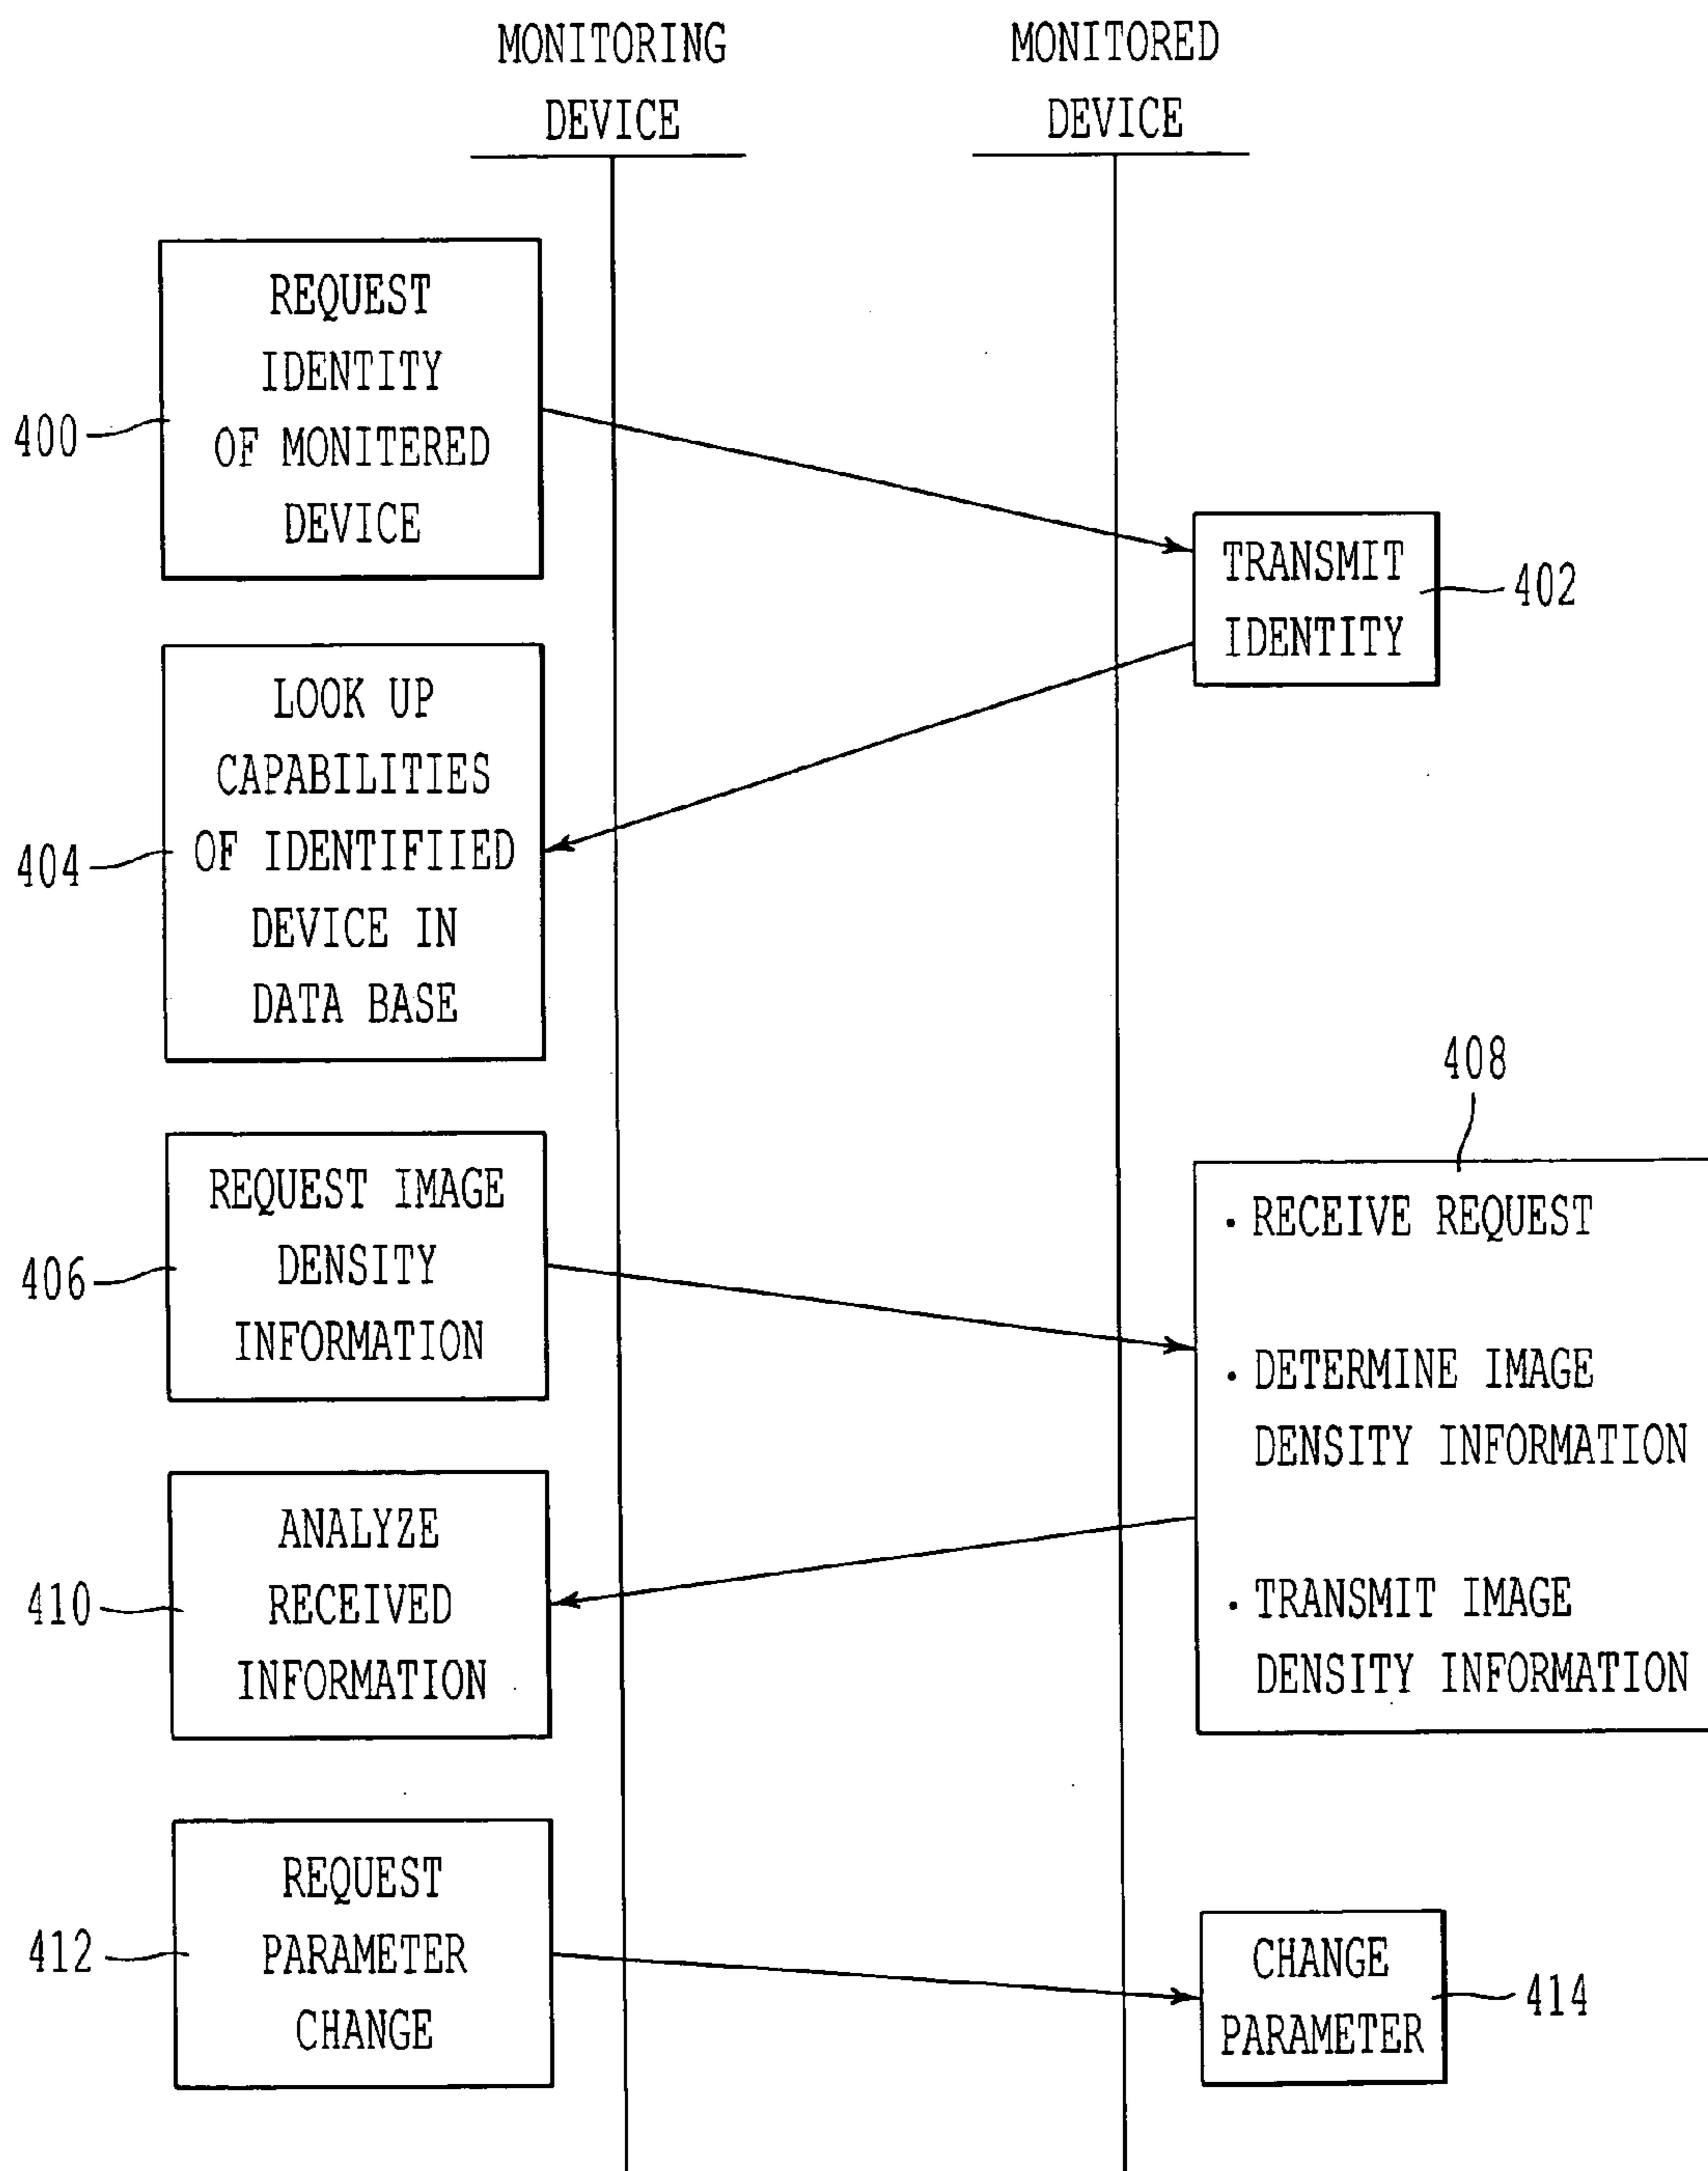 MONITORING
DEVICE
MONITORED
DEVICE
REQUEST
IDENTITY
OF MONITERED
DEVICE
400
TRANSMIT
IDENTITY
402
LOOK UP
CAPABILITIES
OF IDENTIFIIED
DEVICE IN
DATA BASE
404
REQUEST IMAGE
DENSITY
INFORMATION
406
408
• RECEIVE REQUEST
• DETERMINE IMAGE
DENSITY INFORMATION
• TRANSMIT IMAGE
DENSITY INFORMATION
ANALYZE
RECEIVED
INFORMATION
410
REQUEST
PARAMETER
CHANGE
412
CHANGE
PARAMETER
414